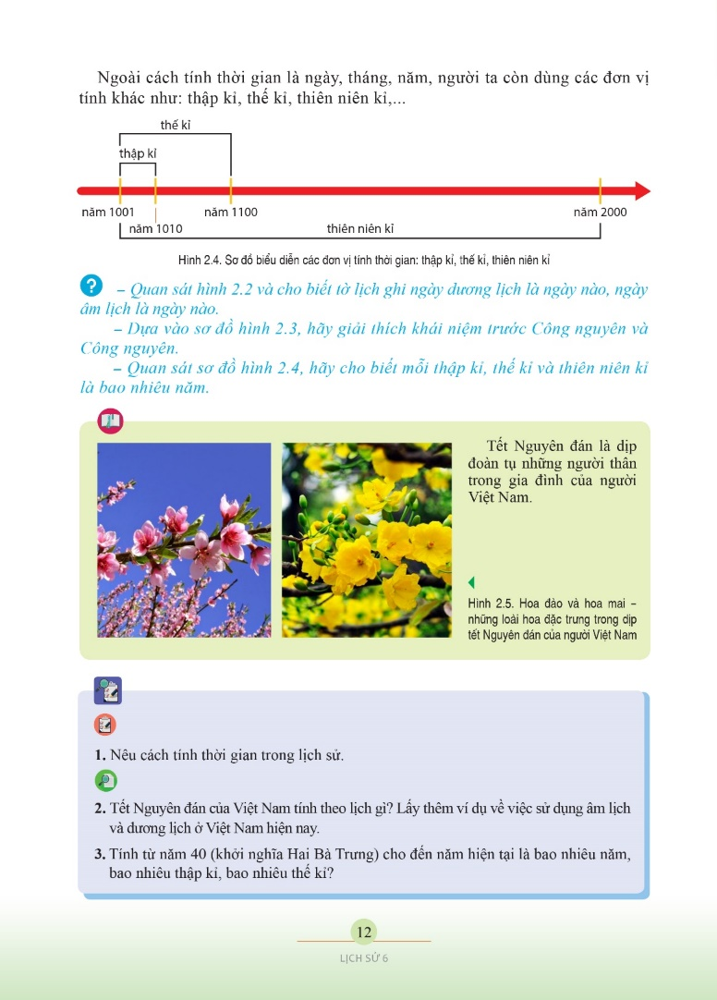 Ngoài cách tính thời gian là ngày, tháng, năm, người ta còn dùng các đơn vị
tính khác như: thập kỉ, thế kỉ, thiên niên kỉ,...
thế kỉ
thập kỉ
năm 1001
năm 1100
năm 2000
năm 1010
thiên niên kỉ
Hình 2.4. Sơ đồ biểu diễn các đơn vị tính thời gian: thập kỉ, thế kỉ, thiên niên kỉ
? – Quan sát hình 2.2 và cho biết tờ lịch ghi ngày dương lịch là ngày nào, ngày
âm lịch là ngày nào.
– Dựa vào sơ đồ hình 2.3, hãy giải thích khái niệm trước Công nguyên và
Công nguyên.
– Quan sát sơ đồ hình 2.4, hãy cho biết mỗi thập kỉ, thế kỉ và thiên niên kỉ
là bao nhiêu năm.
Tết Nguyên đán là dịp
đoàn tụ những người thân
trong gia đình của người
Việt Nam.
Hình 2.5. Hoa đào và hoa mai –
những loài hoa đặc trưng trong dịp
tết Nguyên đán của người Việt Nam
1. Nêu cách tính thời gian trong lịch sử.
2. Tết Nguyên đán của Việt Nam tính theo lịch gì? Lấy thêm ví dụ về việc sử dụng âm lịch
và dương lịch ở Việt Nam hiện nay.
3. Tính từ năm 40 (khởi nghĩa Hai Bà Trưng) cho đến năm hiện tại là bao nhiêu năm,
bao nhiêu thập kỉ, bao nhiêu thế kỉ?
12
LỊCH SỬ 6